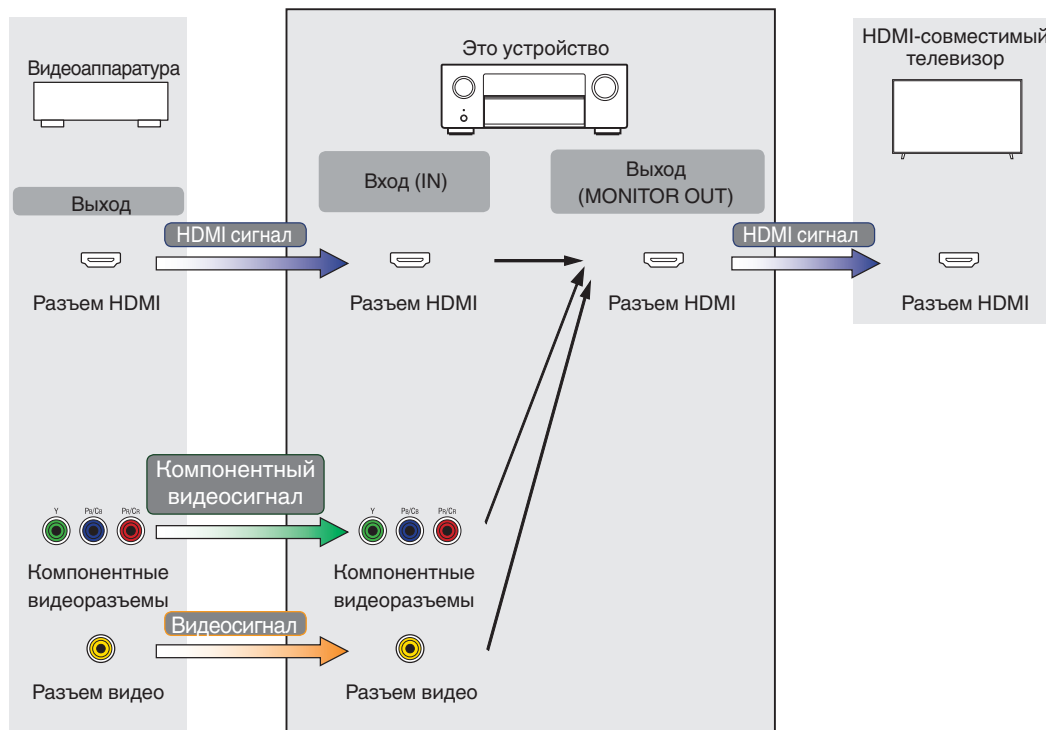 Видеоаппаратура
Это устройство
HDMI-совместимый
телевизор
Выход
Вход (IN)
Выход
(MONITOR OUT)
HDMI сигнал
HDMI сигнал
Разъем HDMI
Разъем HDMI
Разъем HDMI
Разъем HDMI
Компонентный
видеосигнал
Y PB/CB PR/CR
Y PB/CB PR/CR
Компонентные
видеоразъемы
Компонентные
видеоразъемы
Видеосигнал
Разъем видео
Разъем видео